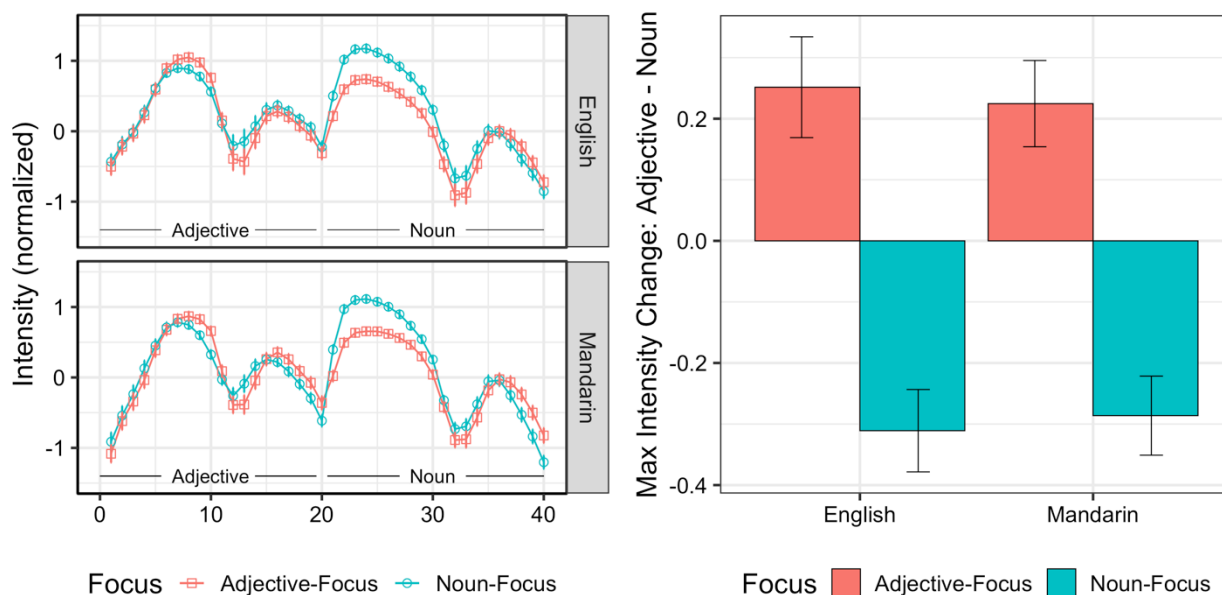 Intensity (normalized)
1
0
-1
Adjective
Noun
English
1
0
-1
Adjective
Noun
Mandarin
0
10
20
30
40
Focus
Adjective-Focus
Noun-Focus
Max Intensity Change: Adjective - Noun
0.2
0.0
-0.2
-0.4
English
Mandarin
Focus
Adjective-Focus
Noun-Focus